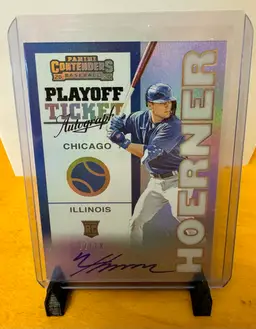 PANINI
CONTENDERS
BASEBALL
PLAYOFF
TICKET
Autograph
CHICAGO
ILLINOIS
RC
HOERNER